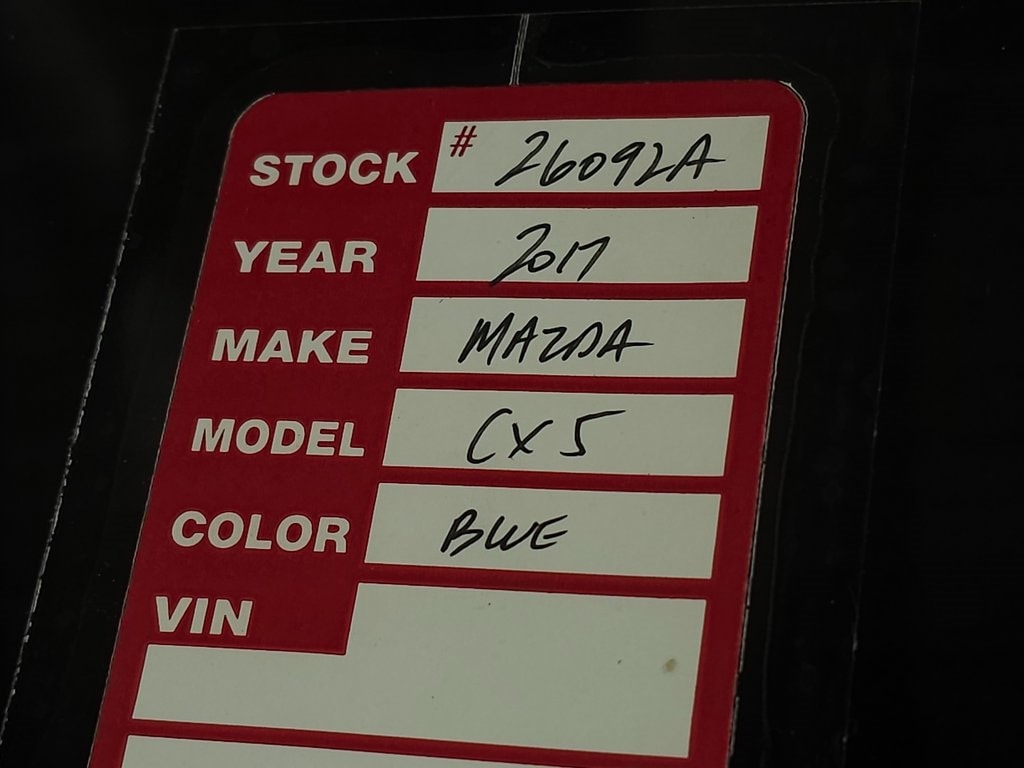 STOCK # 26092A
YEAR 2017
MAKE MAZDA
MODEL CX5
COLOR BLUE
VIN